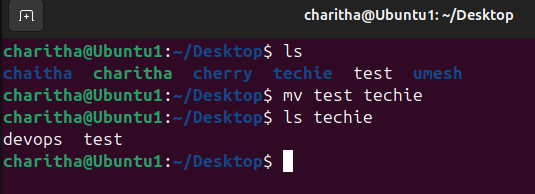 charitha@Ubuntu1: ~/Desktop
charitha@Ubuntu1:~/Desktop$ ls
chaitha charitha cherry techie test umesh
charitha@Ubuntu1:~/Desktop$ mv test techie
charitha@Ubuntu1:~/Desktop$ ls techie
devops test
charitha@Ubuntu1:~/Desktop$